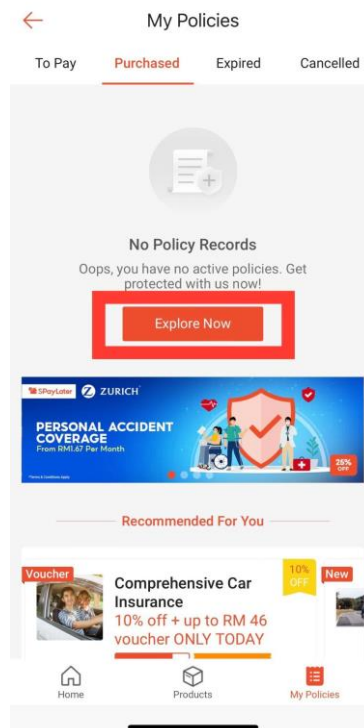 My Policies
To Pay Purchased Expired Cancelled
No Policy Records
Oops, you have no active policies. Get
protected with us now!
Explore Now
SPayLater Z ZURICH
PERSONAL ACCIDENT
COVERAGE
From RM1.67 Per Month
25%
OFF
*Terms & Conditions Apply
Recommended For You
Voucher
10%
OFF
New
Comprehensive Car
Insurance
10% off + up to RM 46
voucher ONLY TODAY
Home Products My Policies